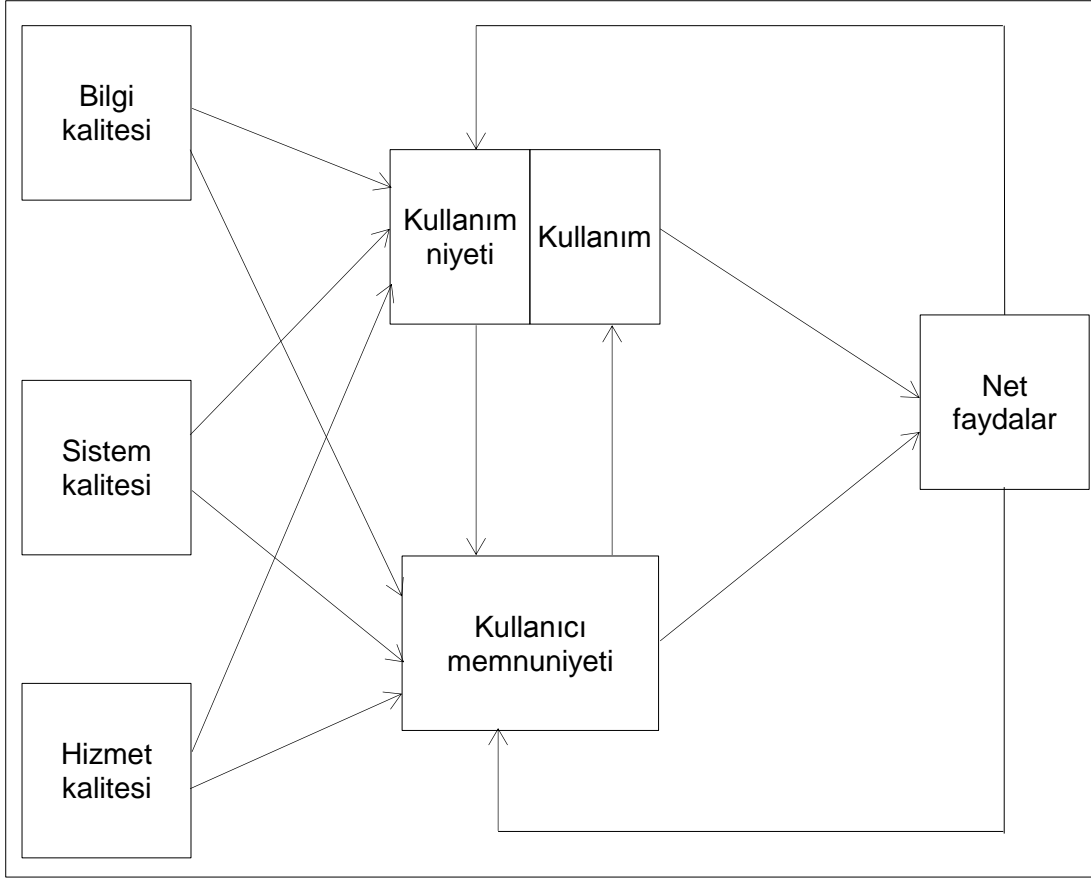 Bilgi
kalitesi
Kullanım
niyeti
Kullanım
Sistem
kalitesi
Net
faydalar
Kullanıcı
memnuniyeti
Hizmet
kalitesi